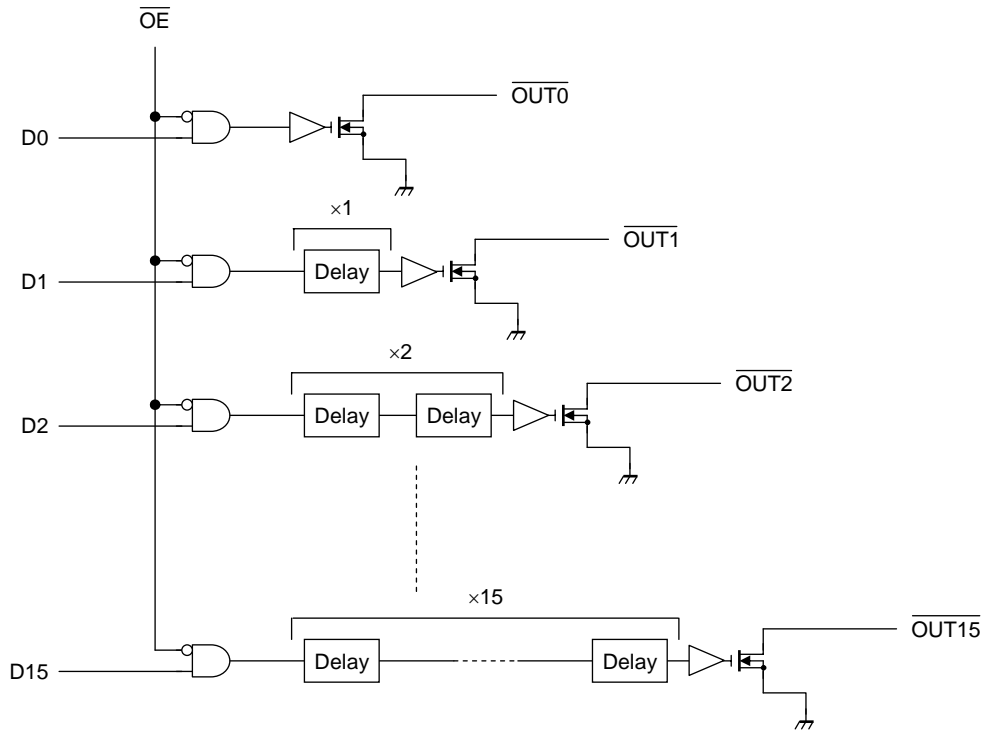 OE
OUT0
D0
×1
OUT1
Delay
D1
×2
OUT2
Delay Delay
D2
×15
OUT15
Delay Delay
D15